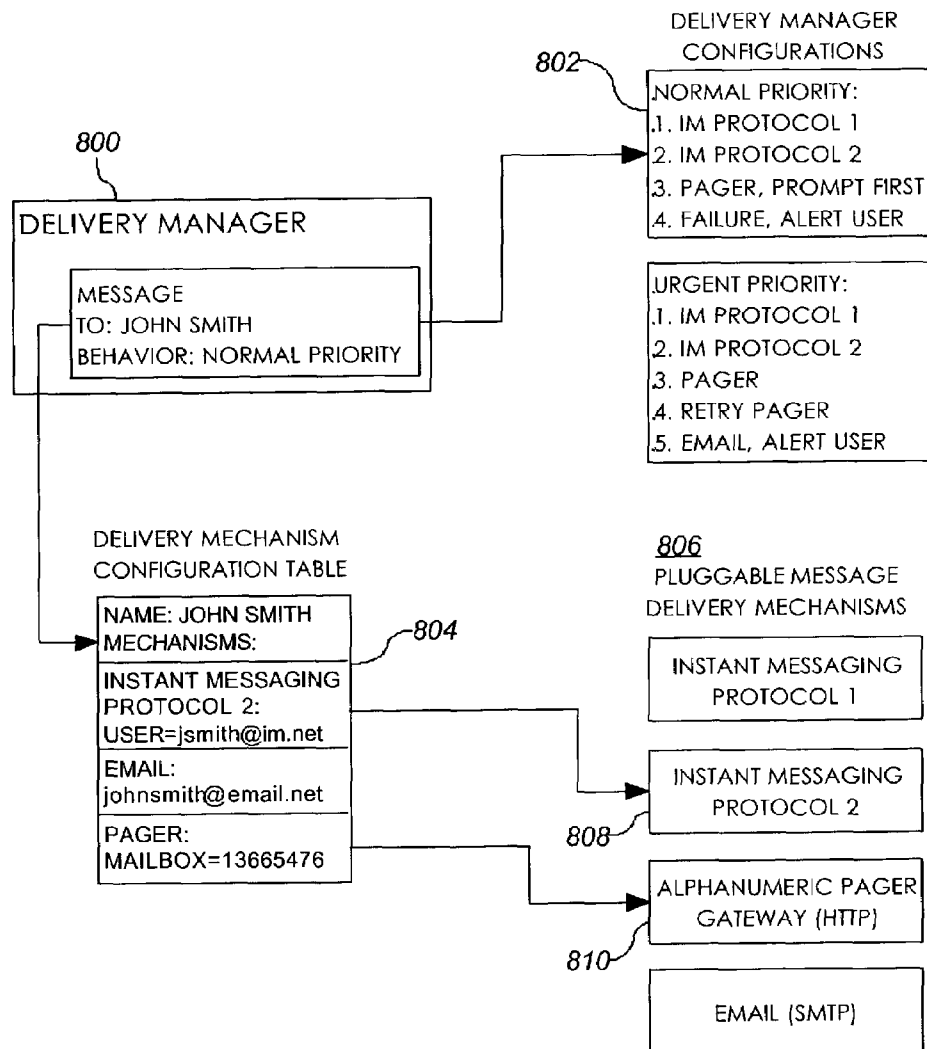 DELIVERY MANAGER
CONFIGURATIONS
802
.NORMAL PRIORITY:
.1. IM PROTOCOL 1
.2. IM PROTOCOL 2
.3. PAGER, PROMPT FIRST
.4. FAILURE, ALERT USER
800
DELIVERY MANAGER
MESSAGE
TO: JOHN SMITH
BEHAVIOR: NORMAL PRIORITY
.URGENT PRIORITY:
.1. IM PROTOCOL 1
.2. IM PROTOCOL 2
.3. PAGER
.4. RETRY PAGER
.5. EMAIL, ALERT USER
DELIVERY MECHANISM
CONFIGURATION TABLE
NAME: JOHN SMITH
MECHANISMS:
804
INSTANT MESSAGING
PROTOCOL 2:
USER=jsmith@im.net
EMAIL:
johnsmith@email.net
PAGER:
MAILBOX=13665476
806
PLUGGABLE MESSAGE
DELIVERY MECHANISMS
INSTANT MESSAGING
PROTOCOL 1
INSTANT MESSAGING
PROTOCOL 2
808
ALPHANUMERIC PAGER
GATEWAY (HTTP)
810
EMAIL (SMTP)